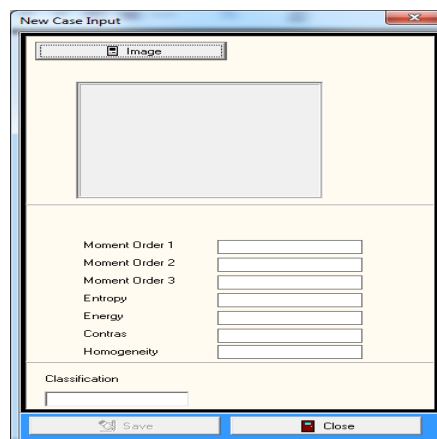 New Case Input
Image
Moment Order 1
Moment Order 2
Moment Order 3
Entropy
Energy
Contras
Homogeneity
Classification
Save
Close